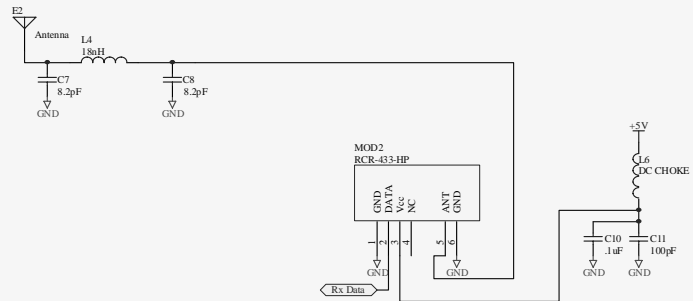 E2
Antenna
L4
18nH
C7
8.2pF
GND
C8
8.2pF
GND
+5V
L6
DC CHOKE
MOD2
RCR-433-HP
GND
DATA
Vcc
NC
ANT
GND
1
2
3
4
5
6
C10
.1uF
C11
100pF
GND
GND
GND
GND
Rx Data